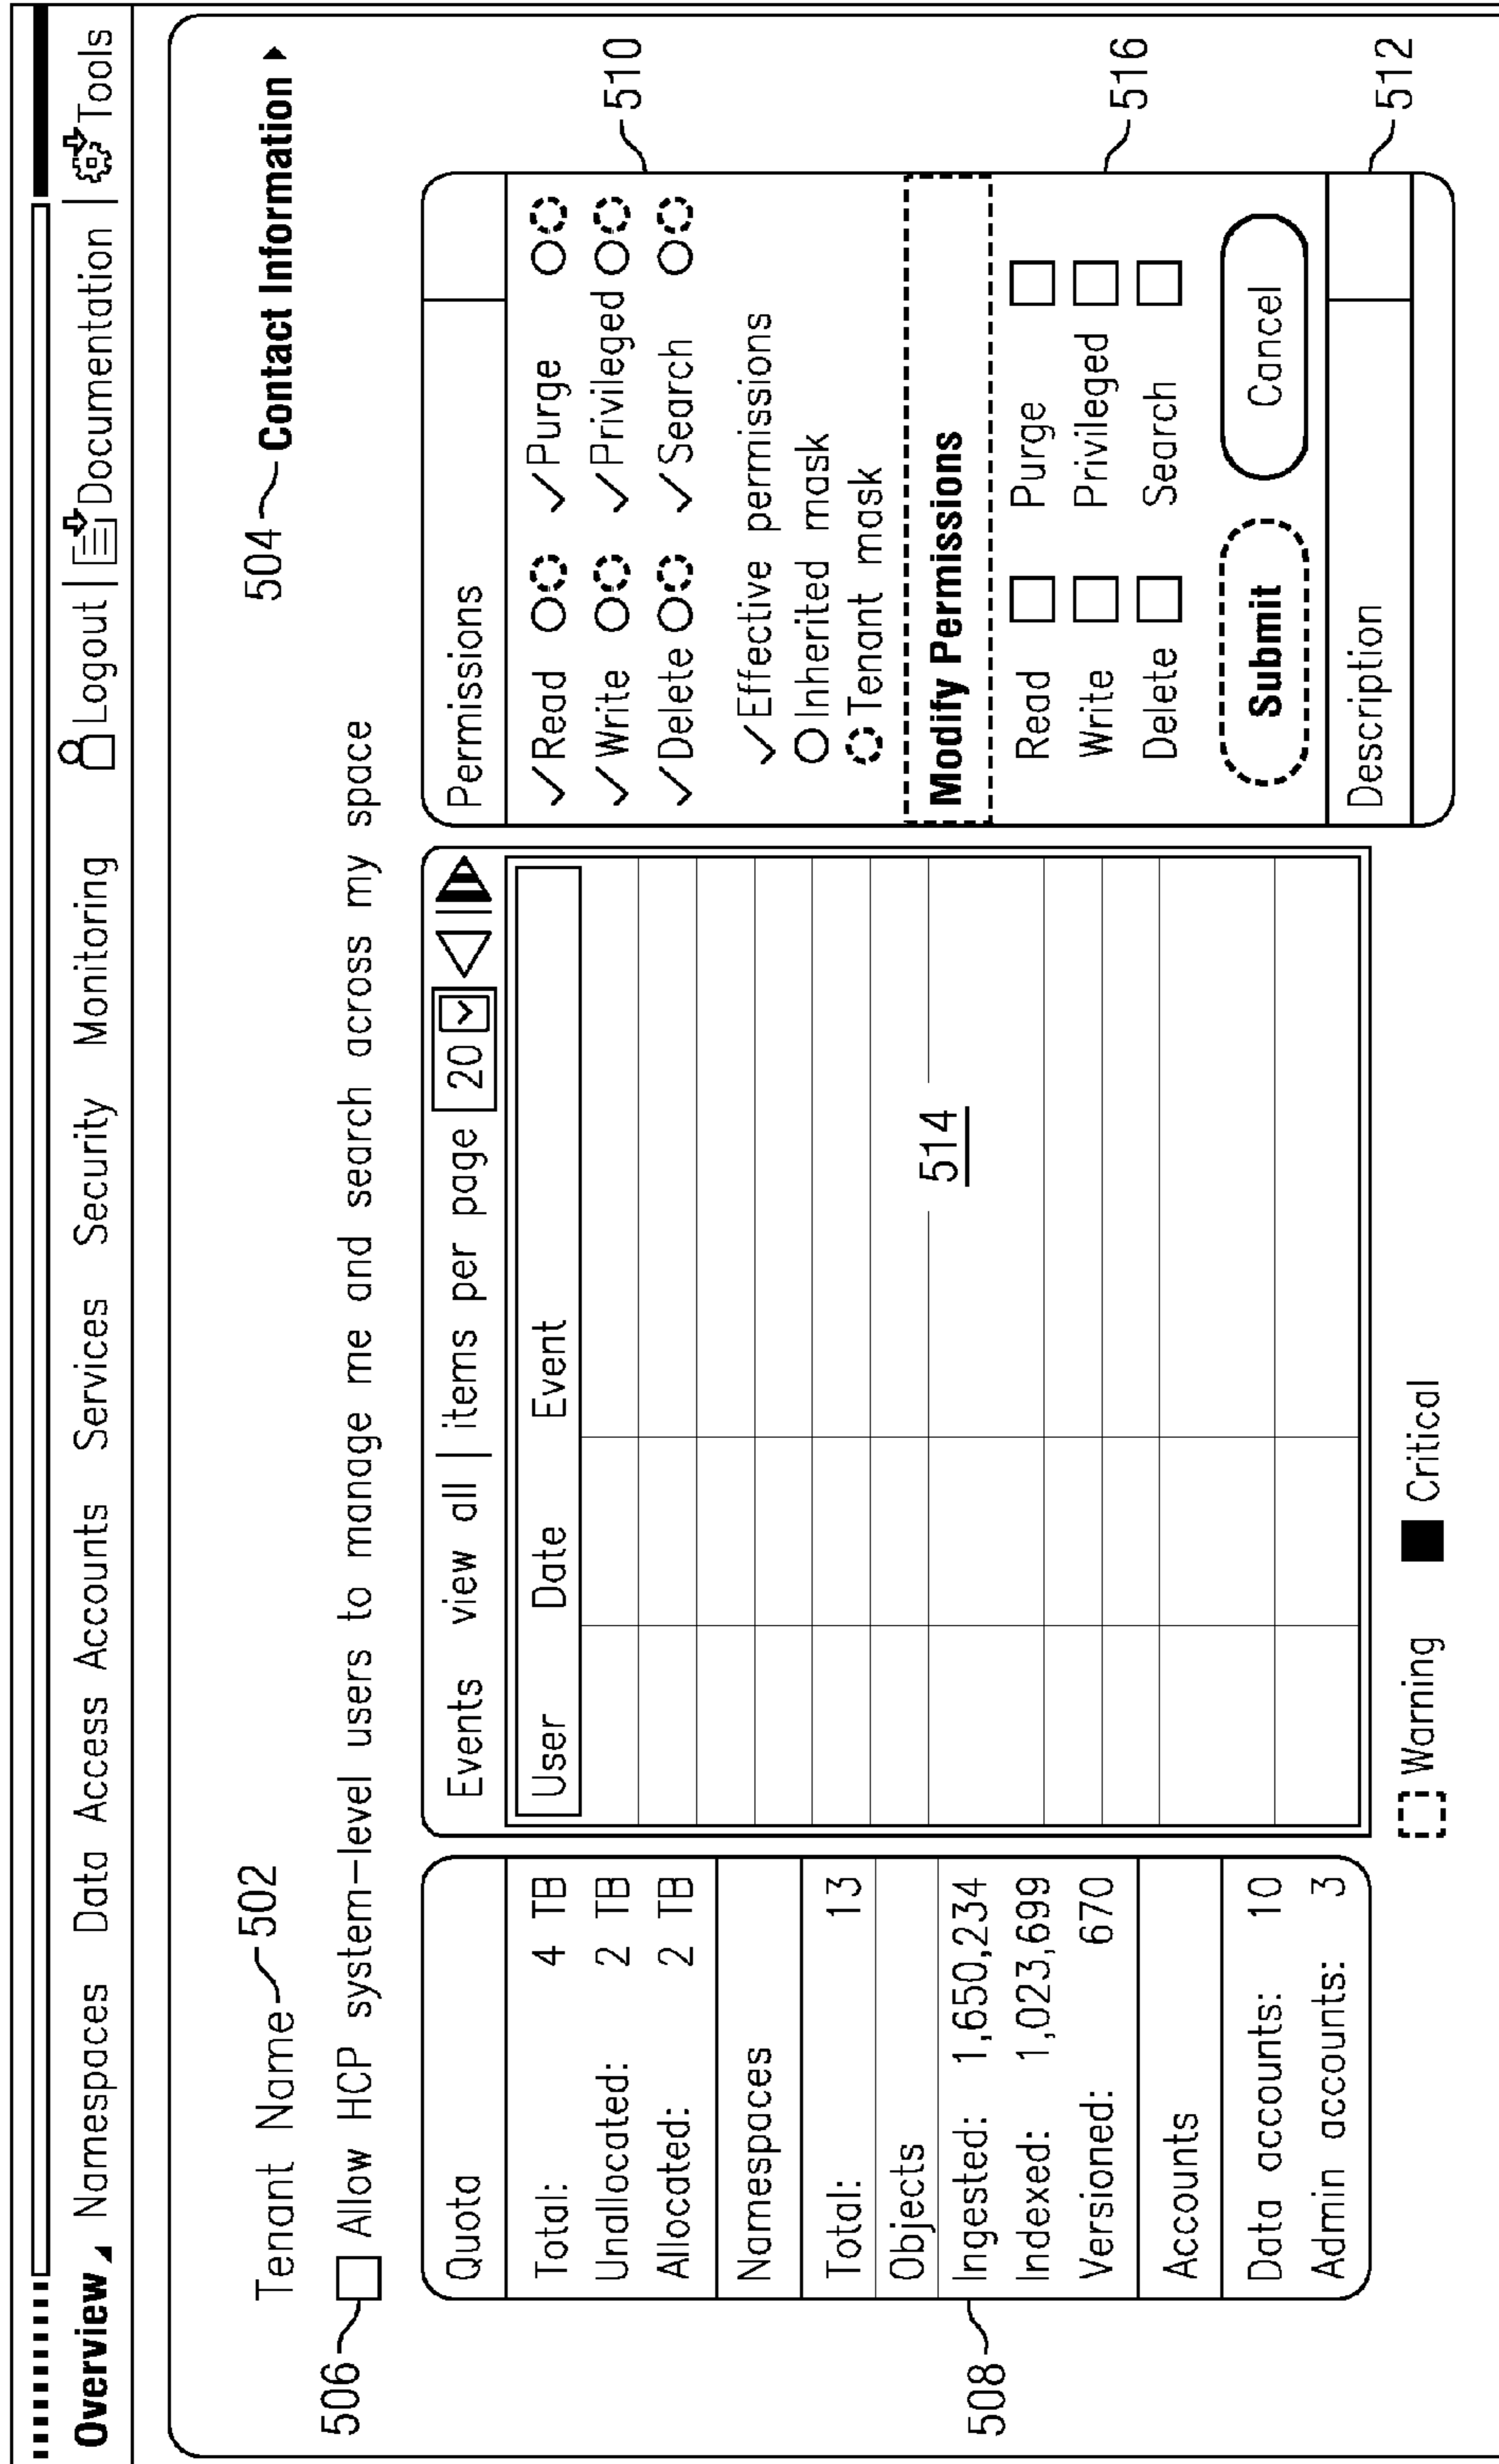 Overview Namespaces Data Access Accounts Services Security Monitoring Logout | Documentation | Tools
Tenant Name 502
504 Contact Information
506 Allow HCP system-level users to manage me and search across my space
Quota
Total: 4 TB
Unallocated: 2 TB
Allocated: 2 TB
Namespaces
Total: 13
Objects
508
Ingested: 1,650,234
Indexed: 1,023,699
Versioned: 670
Accounts
Data accounts: 10
Admin accounts: 3
Events view all | items per page 20
User Date Event
514
Warning Critical
Permissions
510
Read Purge
Write Privileged
Delete Search
Effective permissions
Inherited mask
Tenant mask
Modify Permissions
516
Read Purge
Write Privileged
Delete Search
Submit Cancel
Description
512